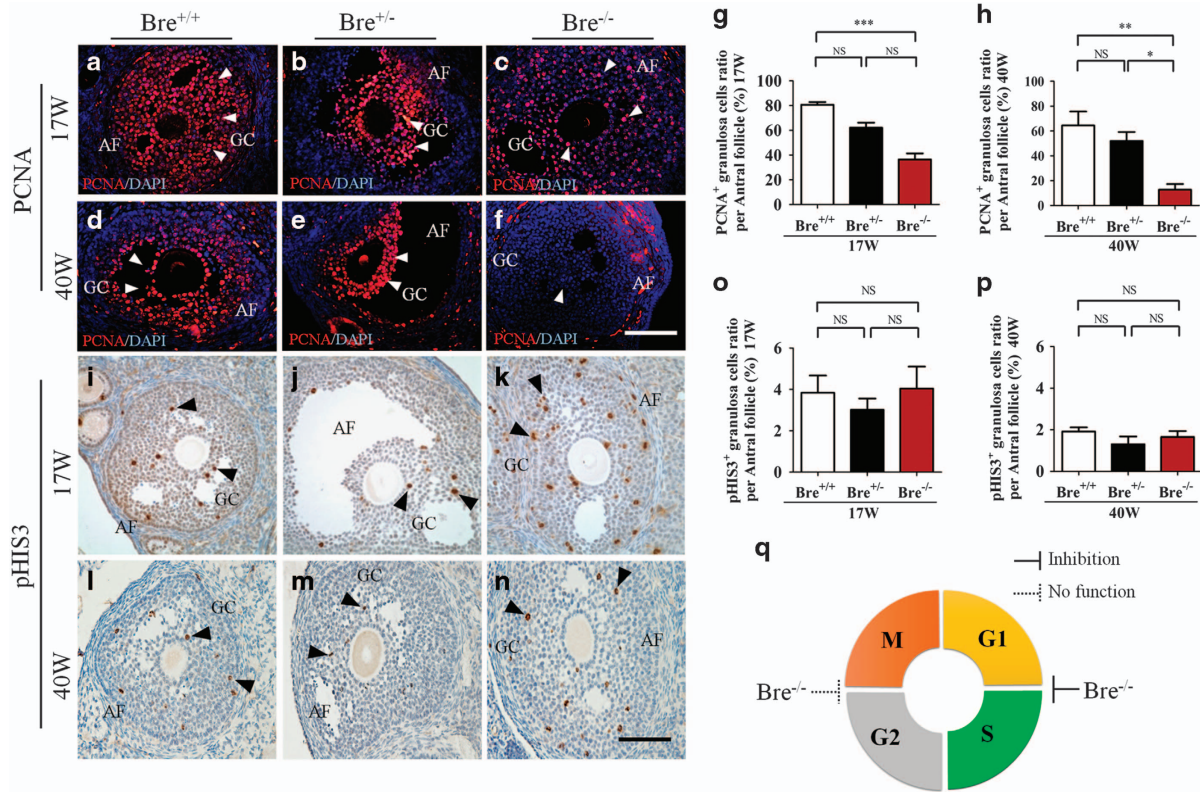 Bre+/+
Bre+/-
Bre-/-
PCNA
17W
40W
a
AF
GC
PCNA/DAPI
b
AF
GC
PCNA/DAPI
c
AF
GC
PCNA/DAPI
d
GC
AF
PCNA/DAPI
e
AF
GC
PCNA/DAPI
f
GC
AF
PCNA/DAPI
pHIS3
17W
40W
i
GC
AF
j
AF
GC
k
AF
GC
l
GC
AF
m
GC
AF
n
GC
AF
g
PCNA+ granulosa cells ratio
per Antral follicle (%) 17W
100
80
60
40
20
0
***
NS
NS
Bre+/+
Bre+/-
Bre-/-
17W
h
PCNA+ granulosa cells ratio
per Antral follicle (%) 40W
100
80
60
40
20
0
**
NS
*
Bre+/+
Bre+/-
Bre-/-
40W
o
pHIS3+ granulosa cells ratio
per Antral follicle (%) 17W
6
4
2
0
NS
NS
NS
Bre+/+
Bre+/-
Bre-/-
17W
p
pHIS3+ granulosa cells ratio
per Antral follicle (%) 40W
6
4
2
0
NS
NS
NS
Bre+/+
Bre+/-
Bre-/-
40W
q
Inhibition
No function
M
G1
Bre-/-
Bre-/-
G2
S